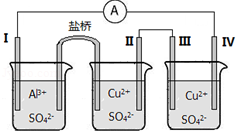 A
盐桥
I II III IV
Al³⁺ Cu²⁺ Cu²⁺
SO₄²⁻ SO₄²⁻ SO₄²⁻